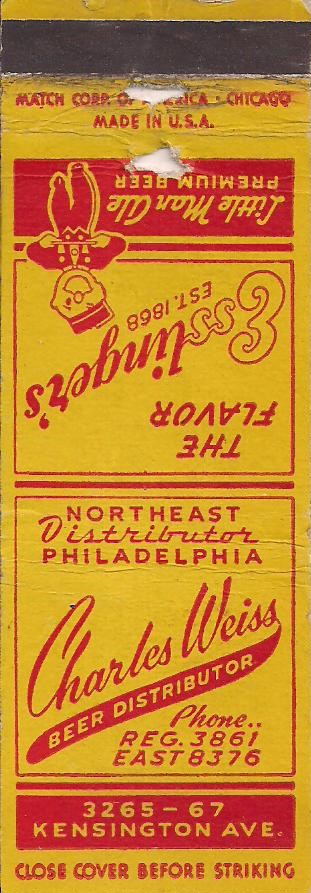 MATCH CORP. OF AMERICA · CHICAGO
MADE IN U.S.A.
THE
FLAVOR
Esslinger's
EST. 1868
Little Man Ale
PREMIUM BEER
NORTHEAST
Distributor
PHILADELPHIA
Charles Weiss
BEER DISTRIBUTOR
Phone..
REG. 3861
EAST 8376
3265-67
KENSINGTON AVE.
CLOSE COVER BEFORE STRIKING